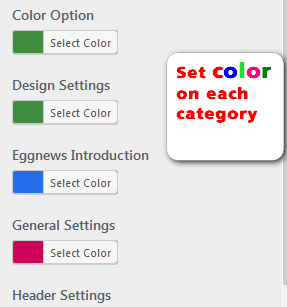 Color Option
Select Color
Design Settings
Select Color
Eggnews Introduction
Select Color
General Settings
Select Color
Header Settings
Set color
on each
category